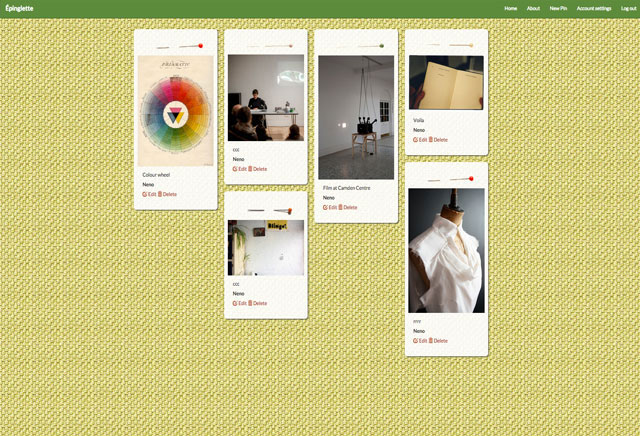 Épinglette
Home
About
New Pin
Account settings
Log out
Colour wheel
Neno
Edit Delete
ccc
Neno
Edit Delete
Blings!
ccc
Neno
Edit Delete
Film at Camden Centre
Neno
Edit Delete
Voila
Neno
Edit Delete
Neno
Edit Delete